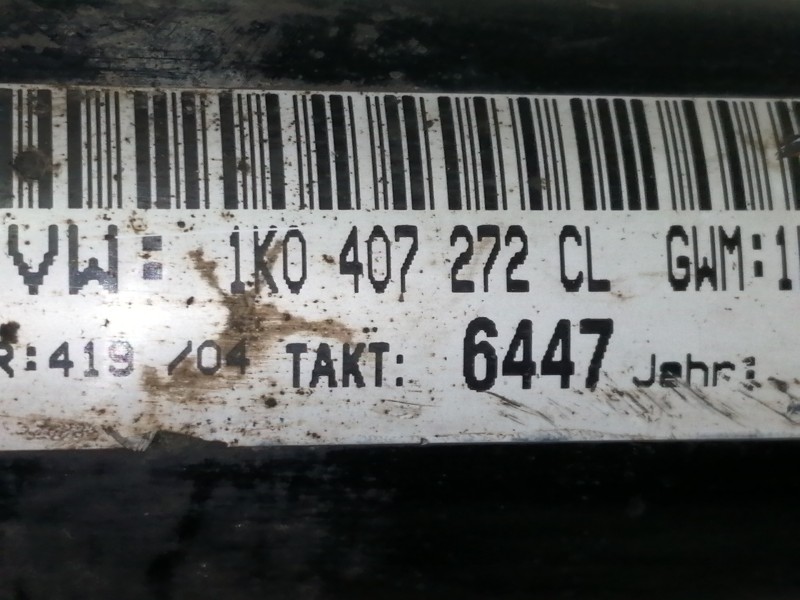 VW: 1K0 407 272 CL GWM:1
R:419 /04 TAKT: 6447 Jahr: